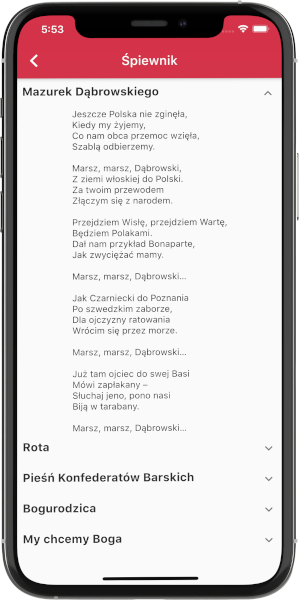 5:53
Śpiewnik
Mazurek Dąbrowskiego
Jeszcze Polska nie zginęła,
Kiedy my żyjemy,
Co nam obca przemoc wzięła,
Szablą odbierzemy.
Marsz, marsz, Dąbrowski,
Z ziemi włoskiej do Polski.
Za twoim przewodem
Złączym się z narodem.
Przejdziem Wisłę, przejdziem Wartę,
Będziem Polakami.
Dał nam przykład Bonaparte,
Jak zwyciężać mamy.
Marsz, marsz, Dąbrowski...
Jak Czarniecki do Poznania
Po szwedzkim zaborze,
Dla ojczyzny ratowania
Wrócim się przez morze.
Marsz, marsz, Dąbrowski...
Już tam ojciec do swej Basi
Mówi zapłakany –
Słuchaj jeno, pono nasi
Biją w tarabany.
Marsz, marsz, Dąbrowski...
Rota
Pieśń Konfederatów Barskich
Bogurodzica
My chcemy Boga